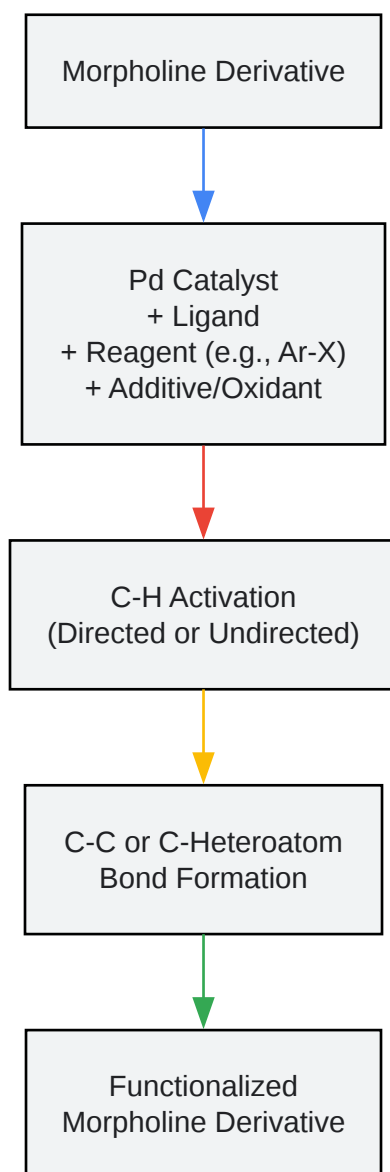 Morpholine Derivative
Pd Catalyst
+ Ligand
+ Reagent (e.g., Ar-X)
+ Additive/Oxidant
C-H Activation
(Directed or Undirected)
C-C or C-Heteroatom
Bond Formation
Functionalized
Morpholine Derivative